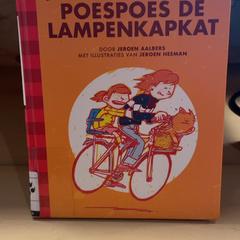 POESPOES DE
LAMPENKAPKAT
DOOR JEROEN AALBERS
MET ILLUSTRATIES VAN JEROEN HEEMAN